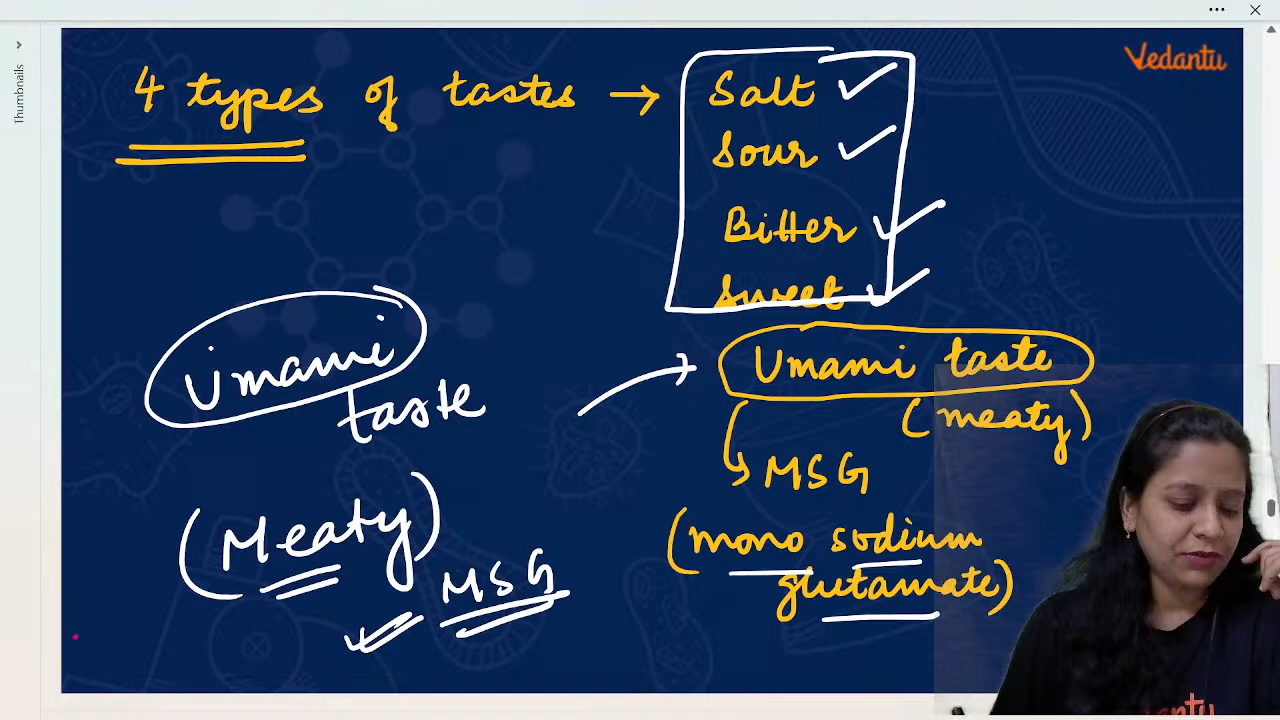 Thumbnails
Vedantu
4 types of tastes → Salt ✓
Sour ✓
Bitter ✓
Sweet ✓
Umami taste
(Meaty)
MSG
Umami taste
(meaty)
MSG
(mono sodium
glutamate)